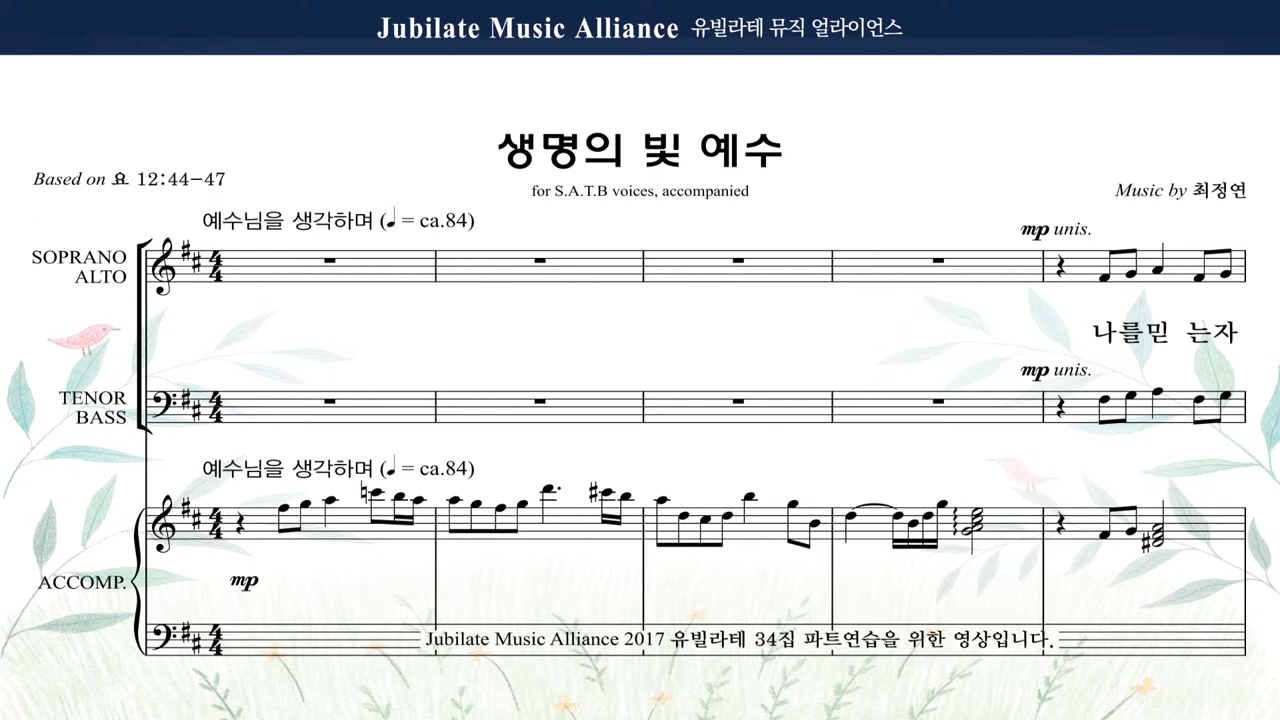 Jubilate Music Alliance 유빌라테 뮤직 얼라이언스
생명의 빛 예수
Based on 요 12:44-47
for S.A.T.B voices, accompanied
Music by 최정연
예수님을 생각하며 (♩= ca.84)
mp unis.
SOPRANO
ALTO
나를믿 는자
mp unis.
TENOR
BASS
예수님을 생각하며 (♩= ca.84)
ACCOMP.
mp
Jubilate Music Alliance 2017 유빌라테 34집 파트연습을 위한 영상입니다.